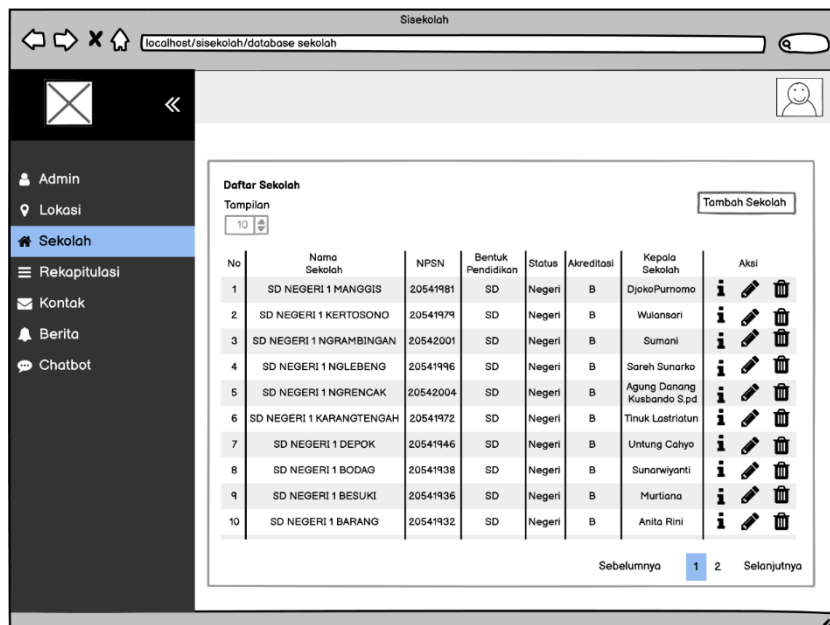 Sisekolah
localhost/sisekolah/database sekolah
Admin
Lokasi
Sekolah
Rekapitulasi
Kontak
Berita
Chatbot
Daftar Sekolah
Tampilan
10
Tambah Sekolah
No Nama Sekolah NPSN Bentuk Pendidikan Status Akreditasi Kepala Sekolah Aksi
1 SD NEGERI 1 MANGGIS 20541981 SD Negeri B DjokoPurnomo
2 SD NEGERI 1 KERTOSONO 20541979 SD Negeri B Wulansari
3 SD NEGERI 1 NGRAMBINGAN 20542001 SD Negeri B Sumani
4 SD NEGERI 1 NGLEBENG 20541996 SD Negeri B Sareh Sunarko
5 SD NEGERI 1 NGRENCAK 20542004 SD Negeri B Agung Danang Kusbando S.pd
6 SD NEGERI 1 KARANGTENGAH 20541972 SD Negeri B Tinuk Lastriatun
7 SD NEGERI 1 DEPOK 20541946 SD Negeri B Untung Cahyo
8 SD NEGERI 1 BODAG 20541938 SD Negeri B Sunarwiyanti
9 SD NEGERI 1 BESUKI 20541936 SD Negeri B Murtiana
10 SD NEGERI 1 BARANG 20541932 SD Negeri B Anita Rini
Sebelumnya 1 2 Selanjutnya